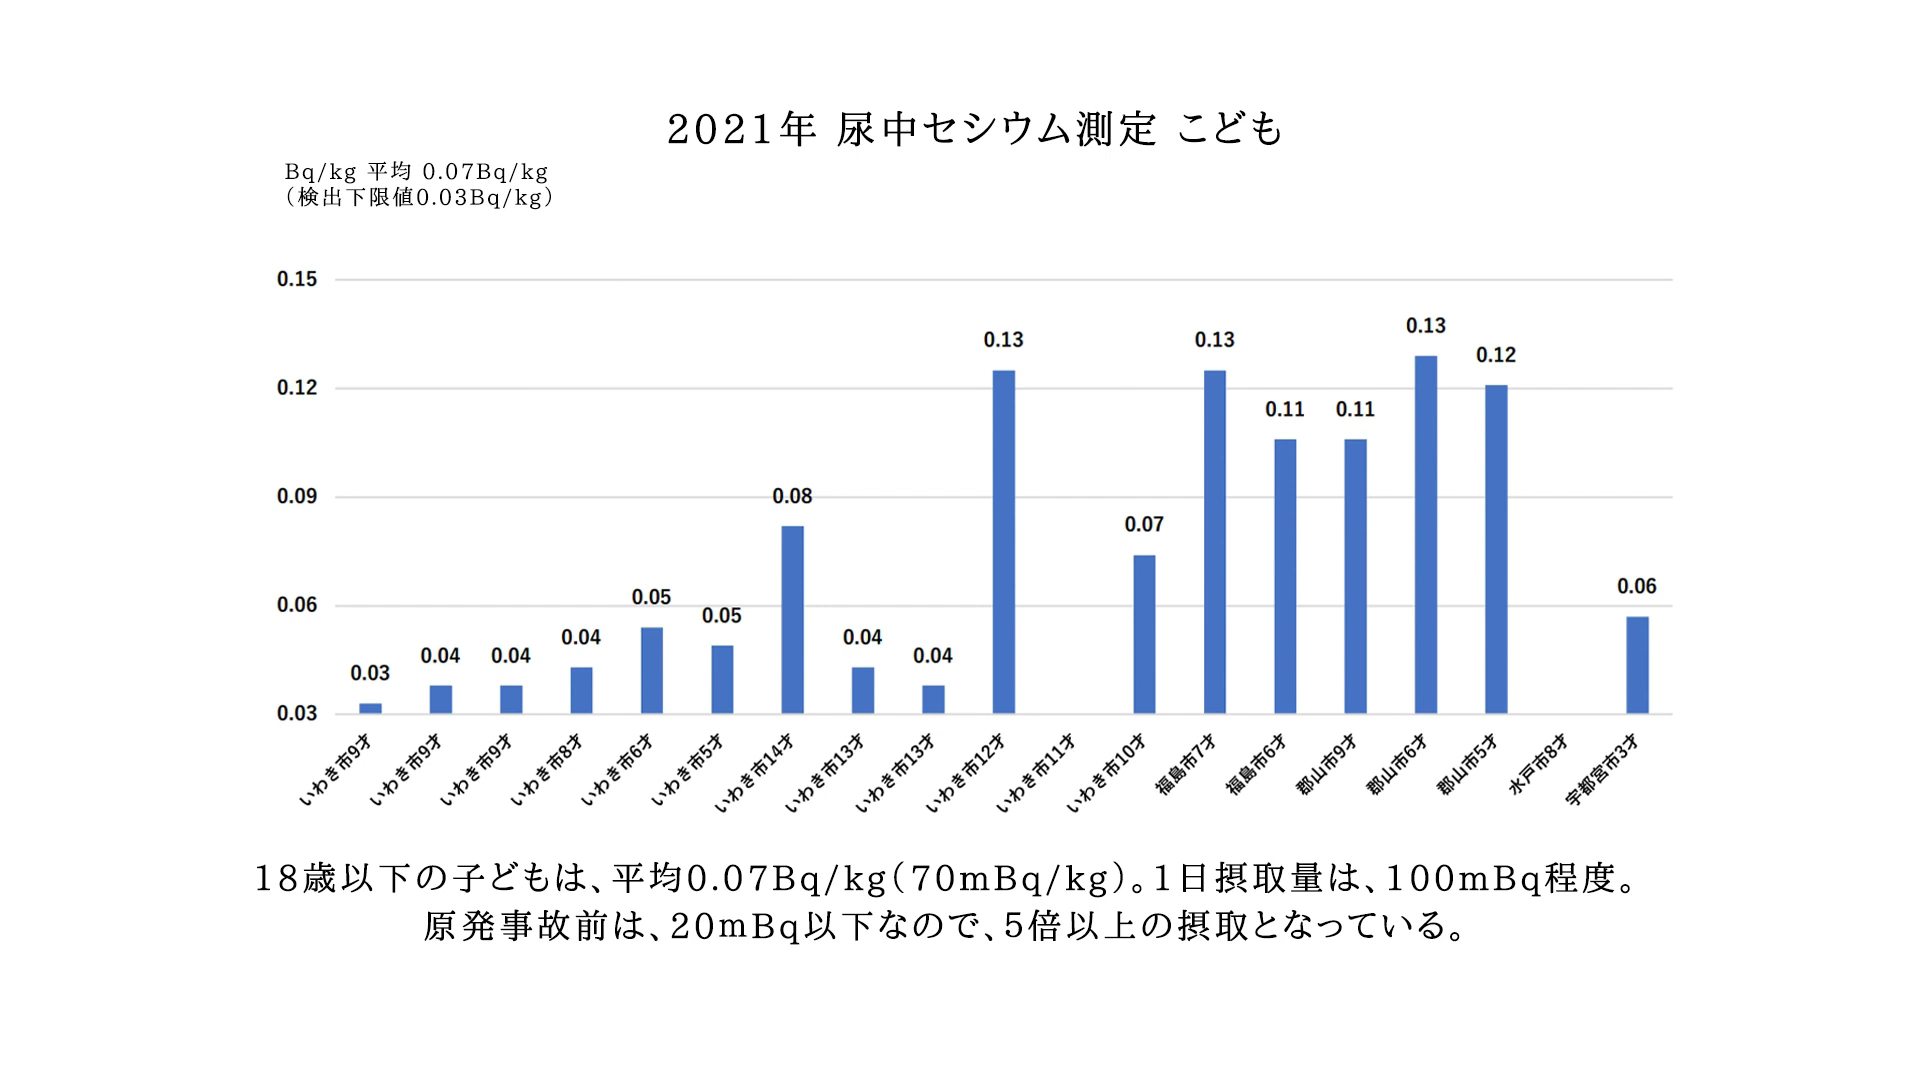 2021年 尿中セシウム測定 こども
Bq/kg 平均 0.07Bq/kg
（検出下限値0.03Bq/kg）
0.15
0.12
0.09
0.06
0.03
0.03
0.04
0.04
0.04
0.05
0.05
0.08
0.04
0.04
0.13
0.07
0.13
0.11
0.11
0.13
0.12
0.06
いわき市9才
いわき市9才
いわき市9才
いわき市8才
いわき市6才
いわき市5才
いわき市14才
いわき市13才
いわき市13才
いわき市12才
いわき市11才
いわき市10才
福島市7才
福島市6才
郡山市9才
郡山市6才
郡山市5才
水戸市8才
宇都宮市3才
18歳以下の子どもは、平均0.07Bq/kg（70mBq/kg）。1日摂取量は、100mBq程度。
原発事故前は、20mBq以下なので、5倍以上の摂取となっている。